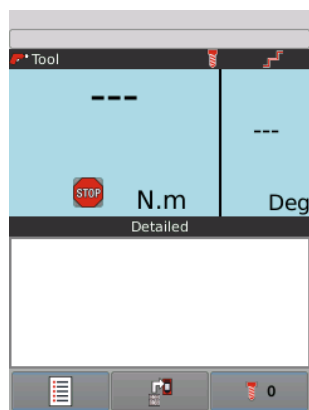 Tool
---
---
STOP
N.m
Deg
Detailed
0